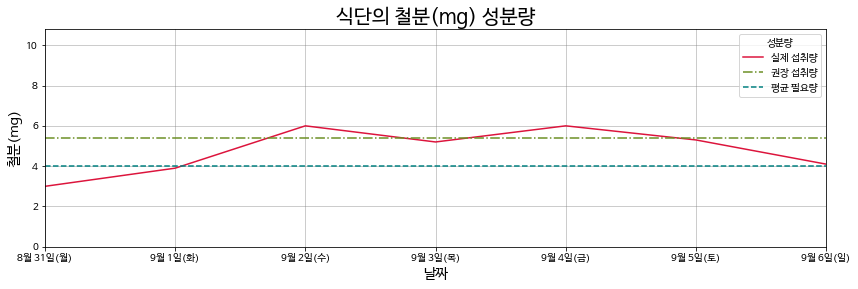 식단의 철분(mg) 성분량
철분(mg)
10
8
6
4
2
0
성분량
실제 섭취량
권장 섭취량
평균 필요량
8월 31일(월) 9월 1일(화) 9월 2일(수) 9월 3일(목) 9월 4일(금) 9월 5일(토) 9월 6일(일)
날짜